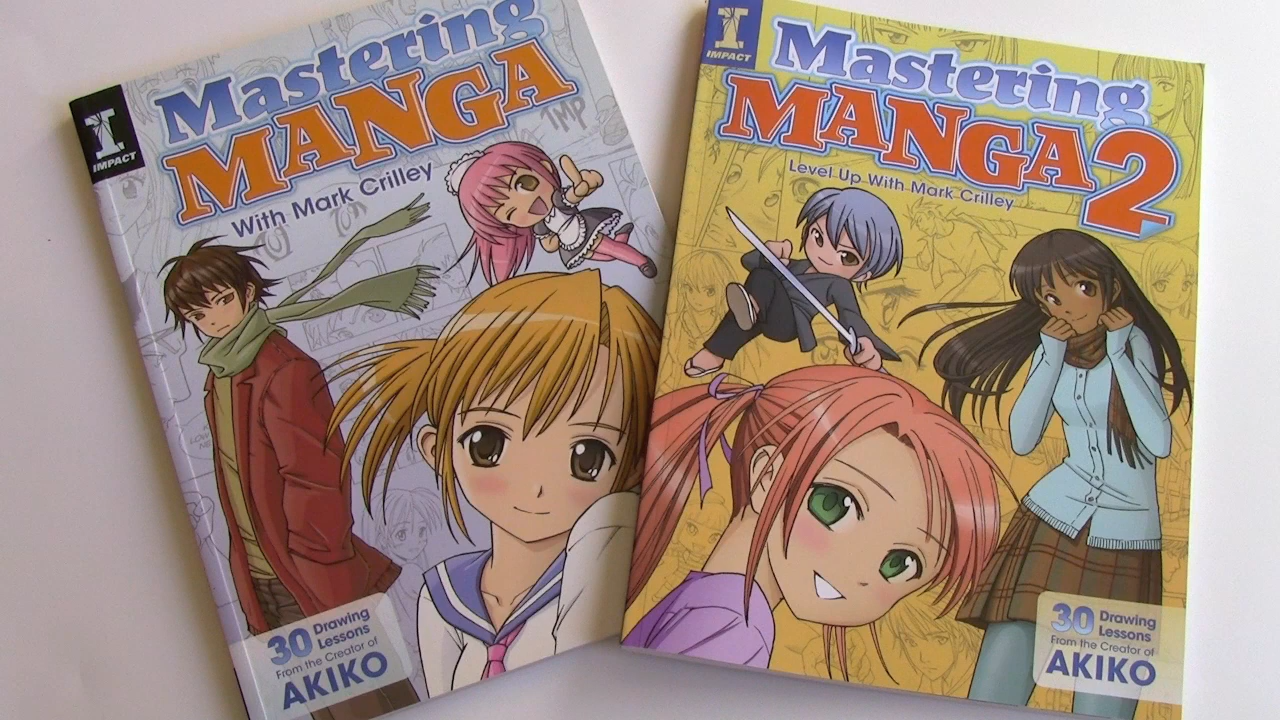 IMPACT
Mastering
MANGA
With Mark Crilley
TMP
30 Drawing
Lessons
From the Creator of
AKIKO
IMPACT
Mastering
MANGA 2
Level Up With Mark Crilley
30 Drawing
Lessons
From the Creator of
AKIKO